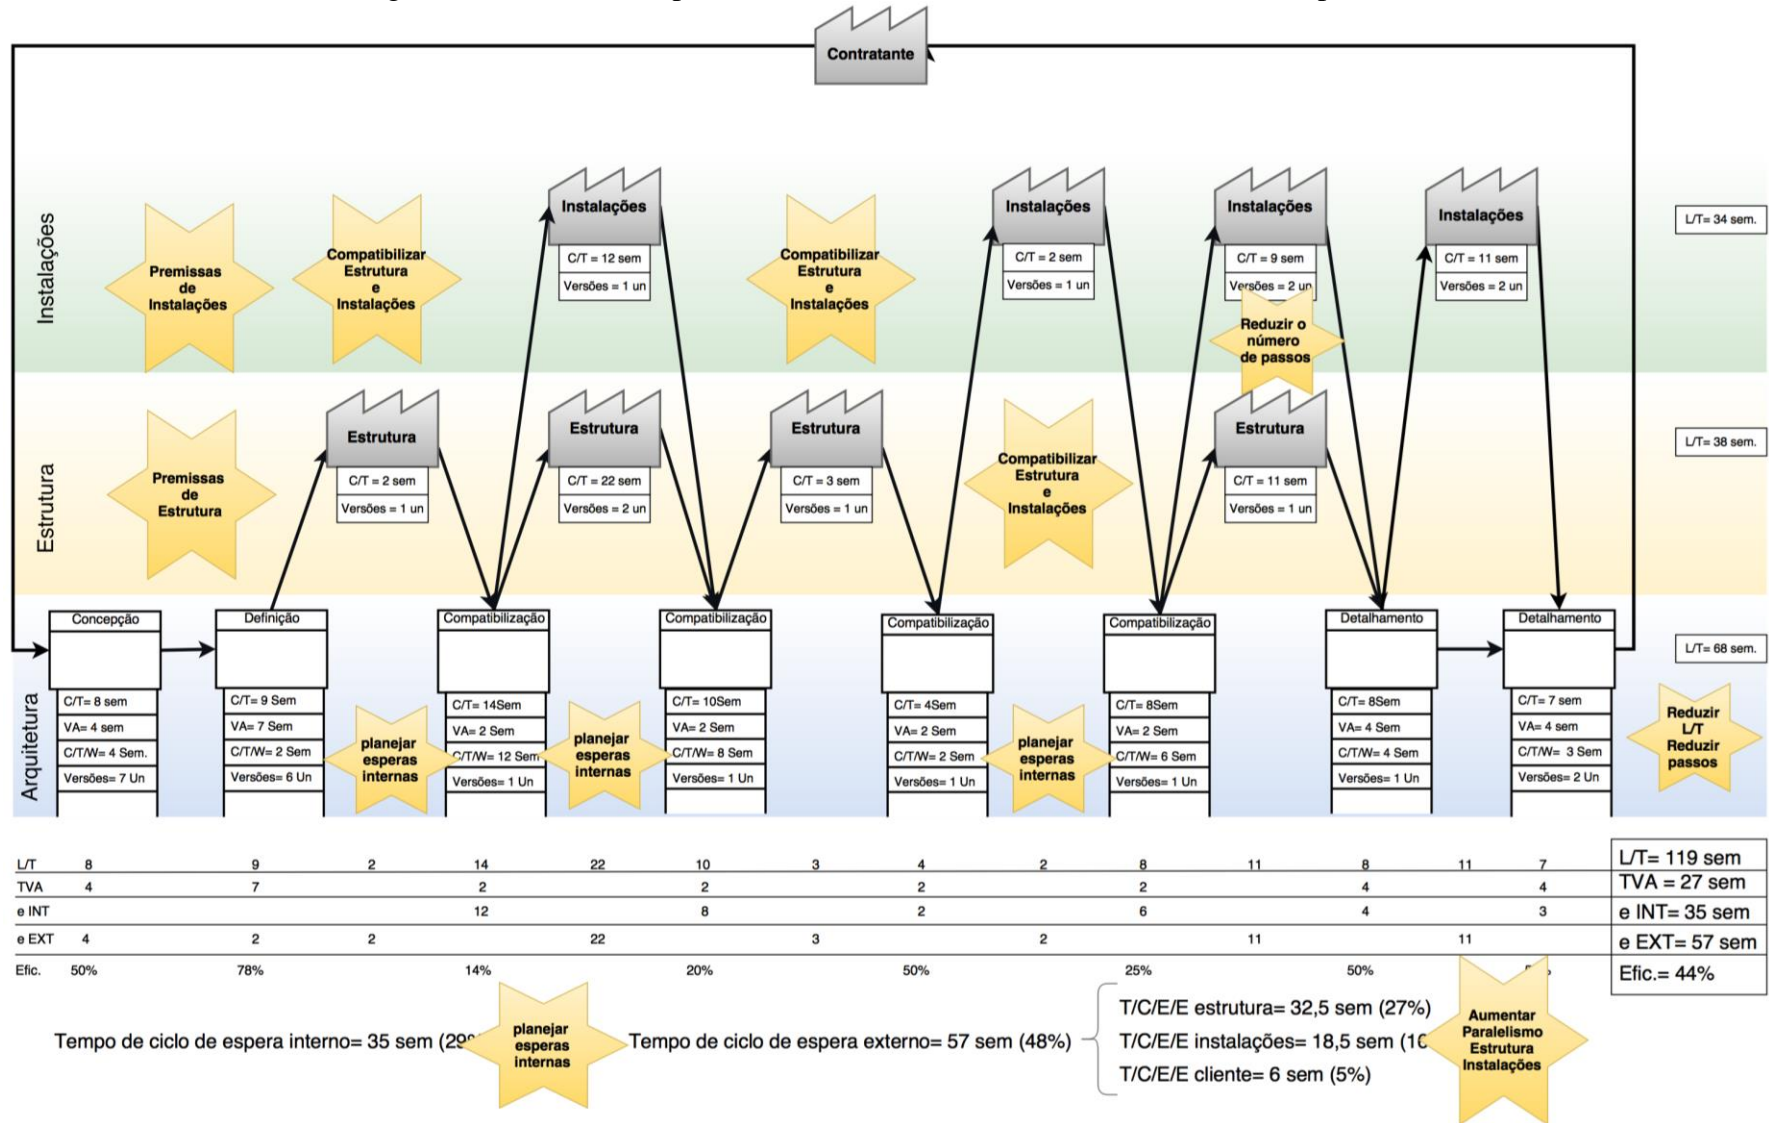 Contratante
Instalações
Premissas
de
Instalações
Compatibilizar
Estrutura
e
Instalações
Instalações
C/T = 12 sem
Versões = 1 un
Compatibilizar
Estrutura
e
Instalações
Instalações
C/T = 2 sem
Versões = 1 un
Instalações
C/T = 9 sem
Versões = 2 un
Reduzir o
número
de passos
Instalações
C/T = 11 sem
Versões = 2 un
L/T= 34 sem.
Estrutura
Premissas
de
Estrutura
Estrutura
C/T = 2 sem
Versões = 1 un
Estrutura
C/T = 22 sem
Versões = 2 un
Estrutura
C/T = 3 sem
Versões = 1 un
Compatibilizar
Estrutura
e
Instalações
Estrutura
C/T = 11 sem
Versões = 1 un
L/T= 38 sem.
Arquitetura
Concepção
C/T= 8 sem
VA= 4 sem
C/T/W= 4 Sem.
Versões= 7 Un
Definição
C/T= 9 Sem
VA= 7 Sem
C/T/W= 2 Sem
Versões= 6 Un
planejar
esperas
internas
Compatibilização
C/T= 14Sem
VA= 2 Sem
C/T/W= 12 Sem
Versões= 1 Un
planejar
esperas
internas
Compatibilização
C/T= 10Sem
VA= 2 Sem
C/T/W= 8 Sem
Versões= 1 Un
Compatibilização
C/T= 4Sem
VA= 2 Sem
C/T/W= 2 Sem
Versões= 1 Un
planejar
esperas
internas
Compatibilização
C/T= 8Sem
VA= 2 Sem
C/T/W= 6 Sem
Versões= 1 Un
Detalhamento
C/T= 8Sem
VA= 4 Sem
C/T/W= 4 Sem
Versões= 1 Un
Detalhamento
C/T= 7 sem
VA= 4 sem
C/T/W= 3 Sem
Versões= 2 Un
L/T= 68 sem.
Reduzir
L/T
Reduzir
passos
L/T 8 9 2 14 22 10 3 4 2 8 11 8 11 7 L/T= 119 sem
TVA 4 7 2 2 2 2 4 4 TVA = 27 sem
e INT 12 8 2 6 4 3 e INT= 35 sem
e EXT 4 2 2 22 3 2 11 11 e EXT= 57 sem
Efic. 50% 78% 14% 20% 50% 25% 50% Efic.= 44%
Tempo de ciclo de espera interno= 35 sem
planejar
esperas
internas
Tempo de ciclo de espera externo= 57 sem (48%)
T/C/E/E estrutura= 32,5 sem (27%)
T/C/E/E instalações= 18,5 sem
T/C/E/E cliente= 6 sem (5%)
Aumentar
Paralelismo
Estrutura
Instalações